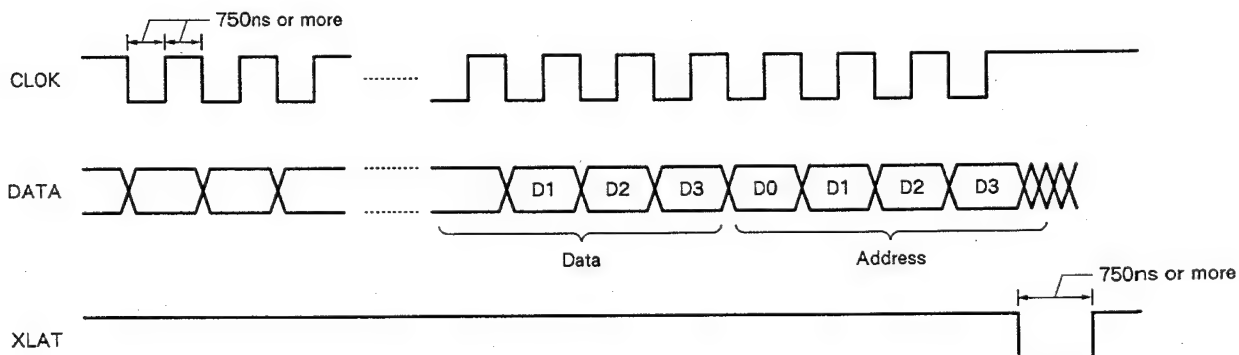 750ns or more
CLOK
DATA
D1 D2 D3 D0 D1 D2 D3
Data Address
750ns or more
XLAT